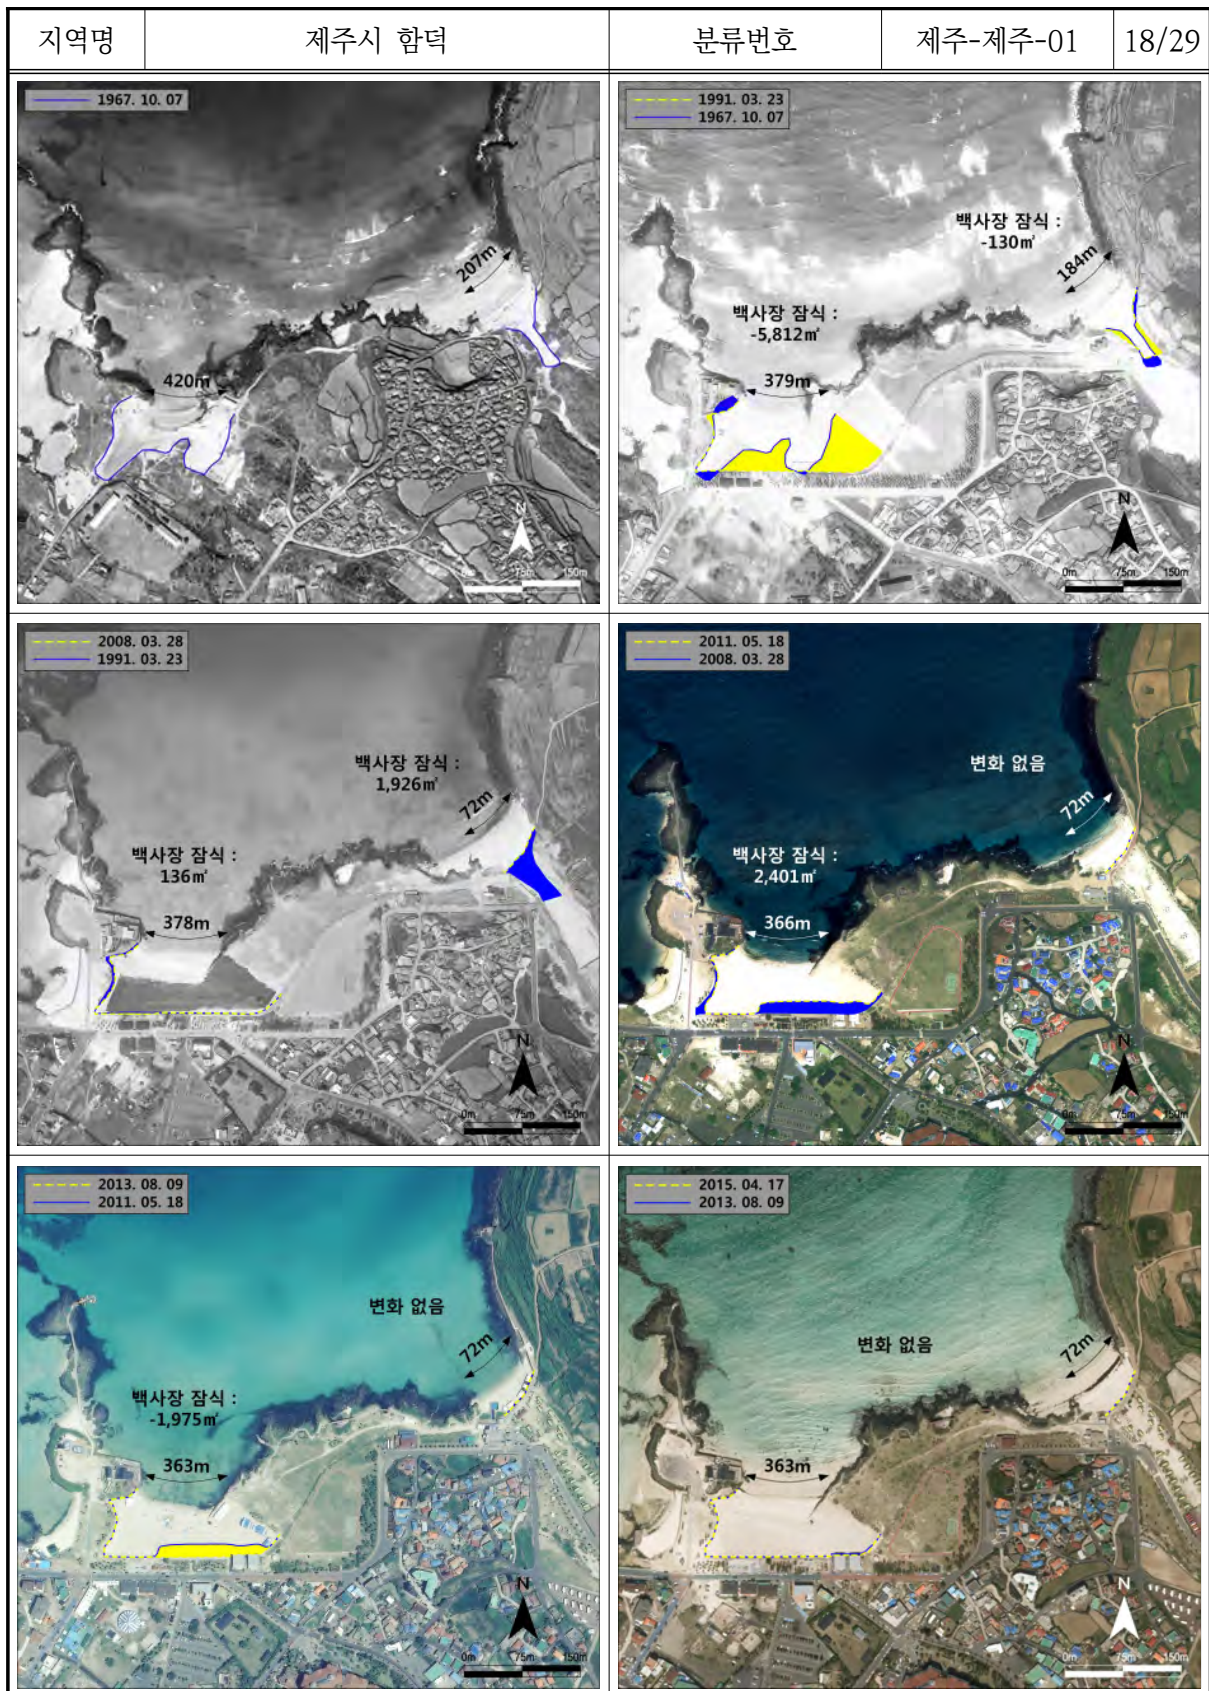 지역명 제주시 함덕 분류번호 제주-제주-01 18/29
1967. 10. 07
207m
420m
N
75m 150m
1991. 03. 23
1967. 10. 07
백사장 잠식 :
-130㎡
184m
백사장 잠식 :
-5,812㎡
379m
N
0m 75m 150m
2008. 03. 28
1991. 03. 23
백사장 잠식 :
1,926㎡
72m
백사장 잠식 :
136㎡
378m
N
0m 75m 150m
2011. 05. 18
2008. 03. 28
변화 없음
72m
백사장 잠식 :
2,401㎡
366m
N
0m 75m 150m
2013. 08. 09
2011. 05. 18
변화 없음
72m
백사장 잠식 :
-1,975㎡
363m
N
0m 75m 150m
2015. 04. 17
2013. 08. 09
변화 없음
72m
363m
N
0m 75m 150m